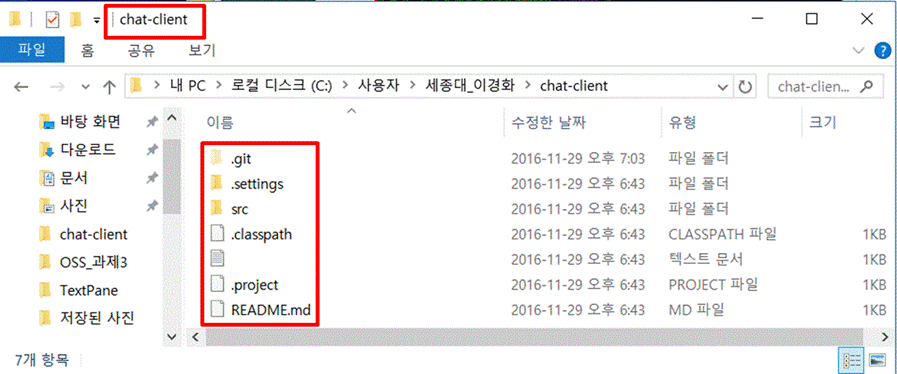 chat-client
파일 홈 공유 보기
내 PC > 로컬 디스크 (C:) > 사용자 > 세종대_이경화 > chat-client
chat-clien...
이름 수정한 날짜 유형 크기
바탕 화면
다운로드
문서
사진
chat-client
OSS_과제3
TextPane
저장된 사진
.git 2016-11-29 오후 7:03 파일 폴더
.settings 2016-11-29 오후 6:43 파일 폴더
src 2016-11-29 오후 6:43 파일 폴더
.classpath 2016-11-29 오후 6:43 CLASSPATH 파일 1KB
2016-11-29 오후 6:43 텍스트 문서 1KB
.project 2016-11-29 오후 6:43 PROJECT 파일 1KB
README.md 2016-11-29 오후 6:43 MD 파일 1KB
7개 항목